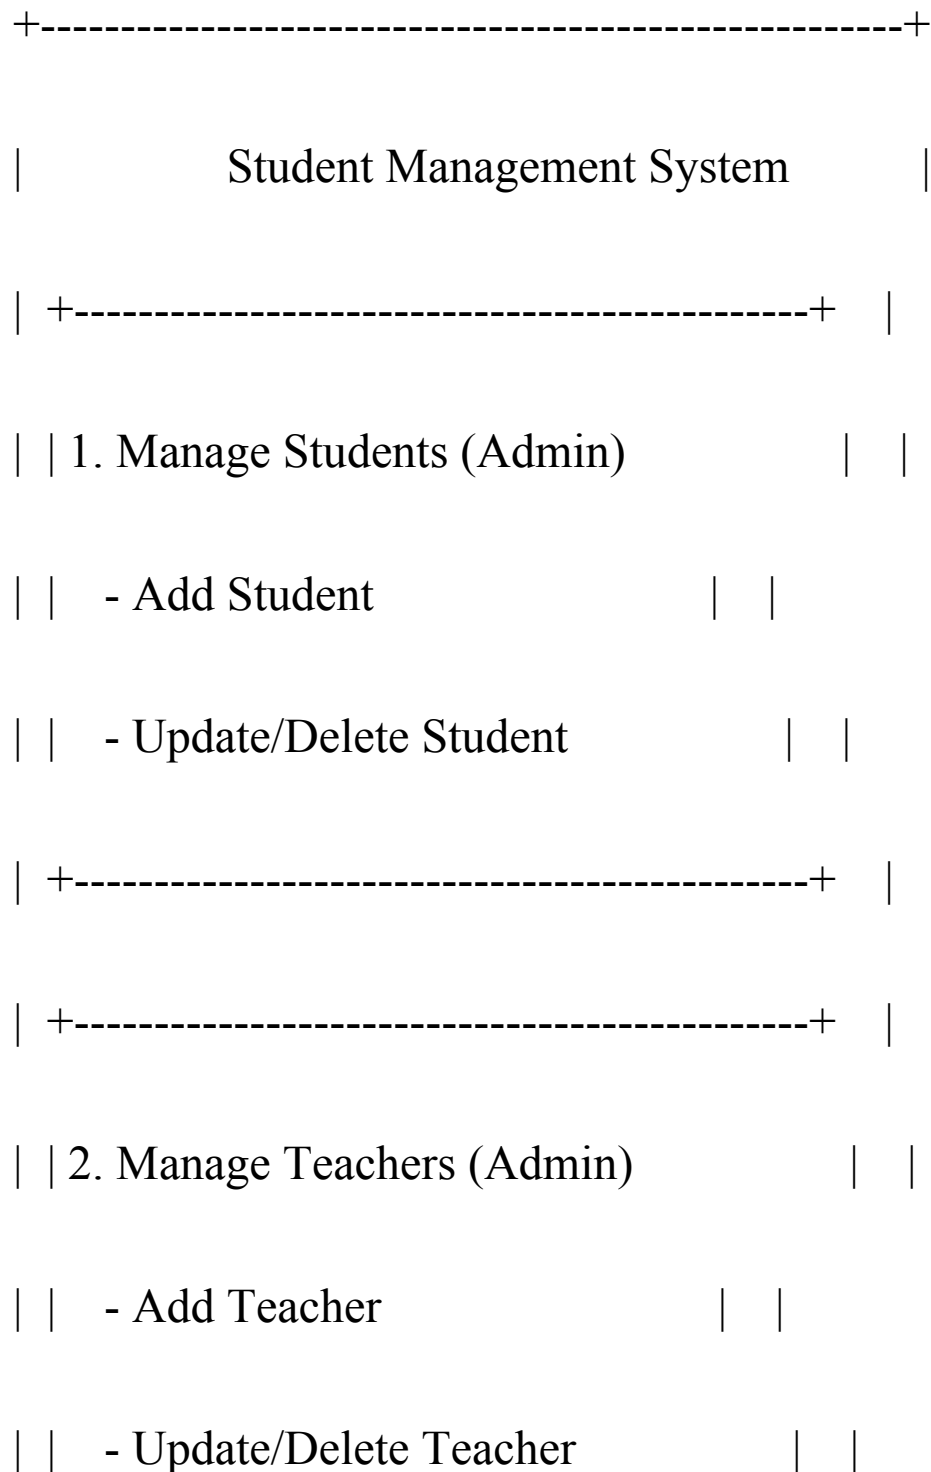 +------------------------------------------------------+
| Student Management System |
| +----------------------------------------------+ |
| | 1. Manage Students (Admin) | |
| | - Add Student | |
| | - Update/Delete Student | |
| +----------------------------------------------+ |
| +----------------------------------------------+ |
| | 2. Manage Teachers (Admin) | |
| | - Add Teacher | |
| | - Update/Delete Teacher | |